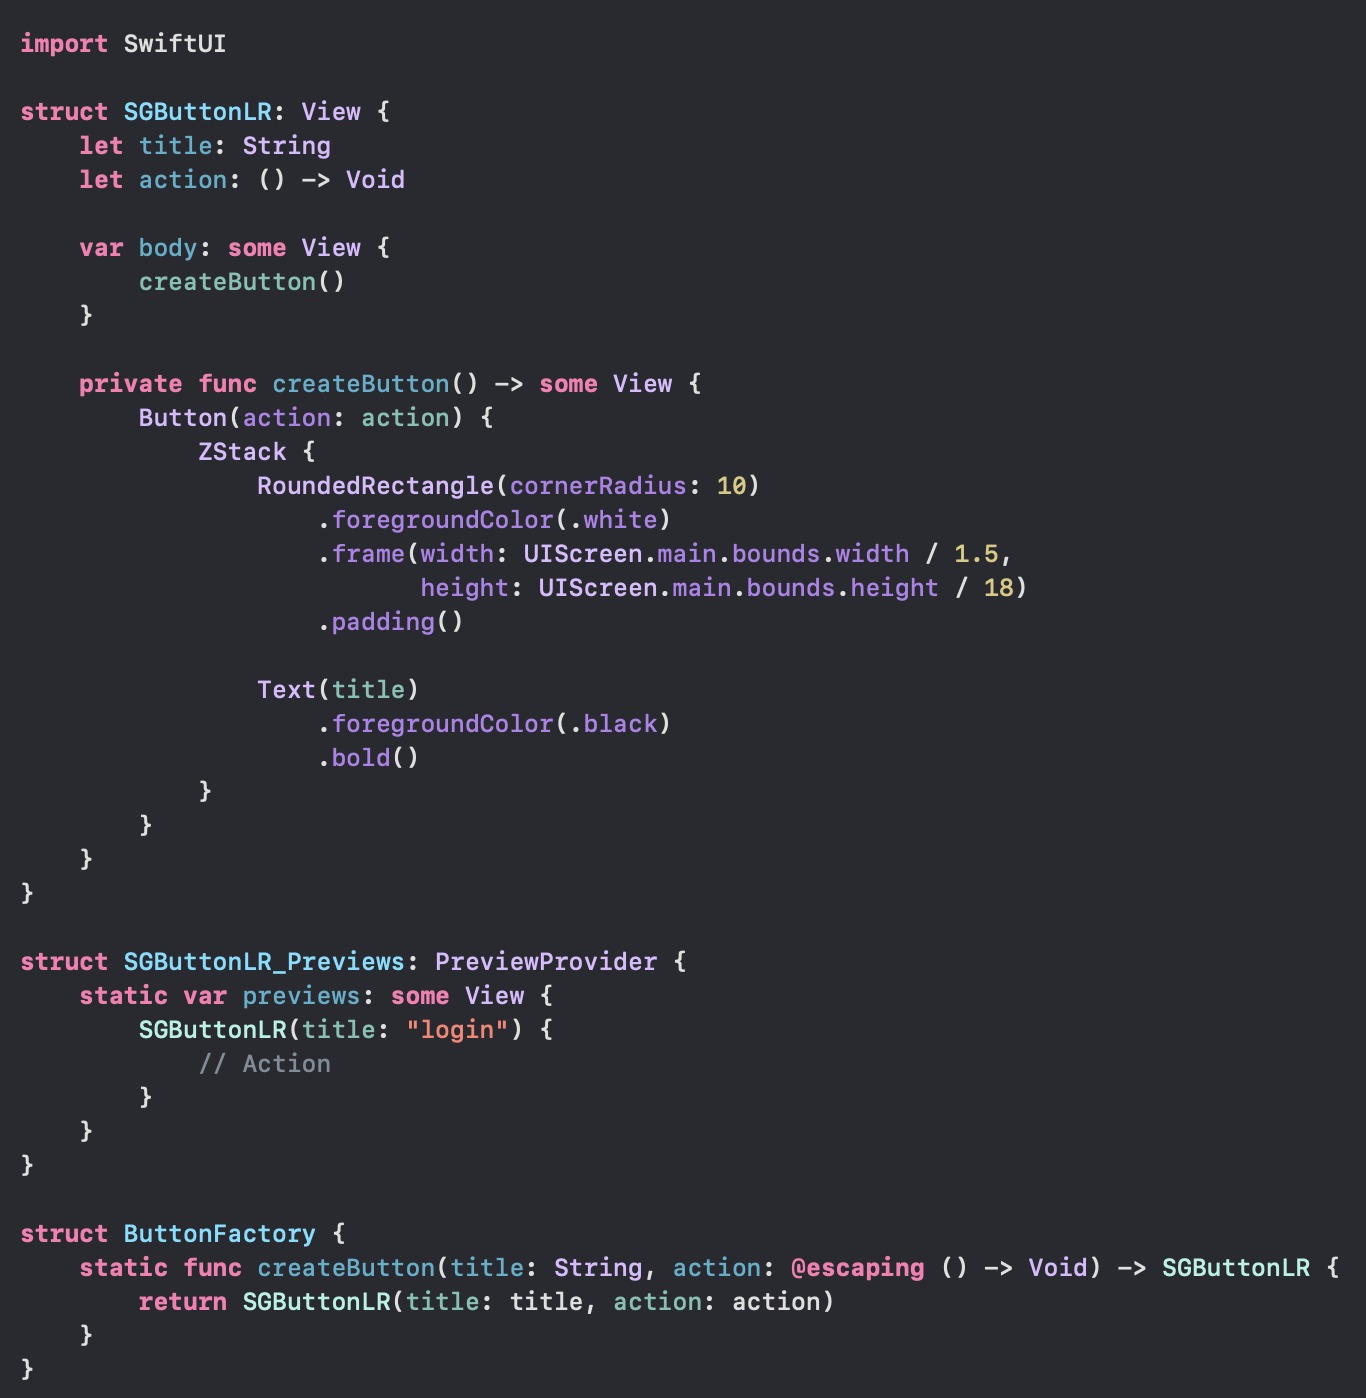 import SwiftUI

struct SGButtonLR: View {
    let title: String
    let action: () -> Void

    var body: some View {
        createButton()
    }

    private func createButton() -> some View {
        Button(action: action) {
            ZStack {
                RoundedRectangle(cornerRadius: 10)
                    .foregroundColor(.white)
                    .frame(width: UIScreen.main.bounds.width / 1.5,
                           height: UIScreen.main.bounds.height / 18)
                    .padding()

                Text(title)
                    .foregroundColor(.black)
                    .bold()
            }
        }
    }
}

struct SGButtonLR_Previews: PreviewProvider {
    static var previews: some View {
        SGButtonLR(title: "login") {
            // Action
        }
    }
}

struct ButtonFactory {
    static func createButton(title: String, action: @escaping () -> Void) -> SGButtonLR {
        return SGButtonLR(title: title, action: action)
    }
}